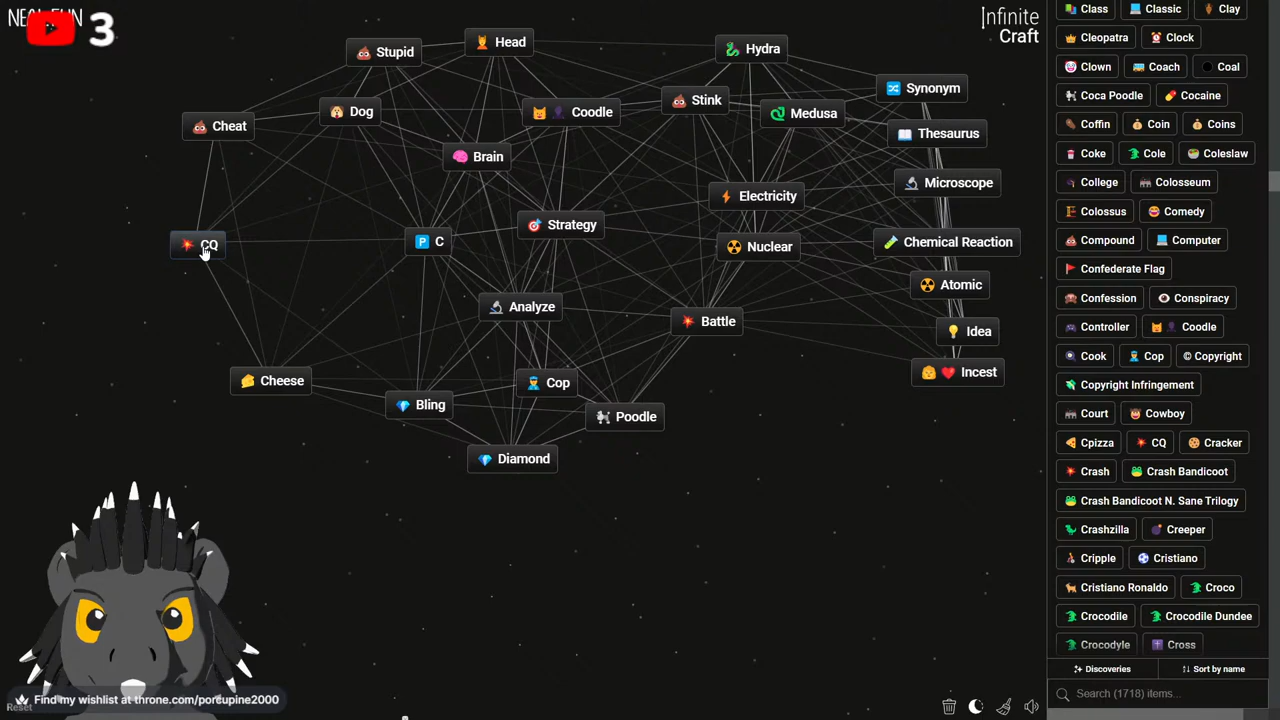 NEAL.FUN
3
Infinite
Craft
Stupid
Head
Hydra
Synonym
Dog
Coodle
Stink
Medusa
Cheat
Thesaurus
Brain
Microscope
Electricity
Strategy
CQ
C
Nuclear
Chemical Reaction
Atomic
Analyze
Battle
Idea
Cheese
Cop
Incest
Bling
Poodle
Diamond
Class
Classic
Clay
Cleopatra
Clock
Clown
Coach
Coal
Coca Poodle
Cocaine
Coffin
Coin
Coins
Coke
Cole
Coleslaw
College
Colosseum
Colossus
Comedy
Compound
Computer
Confederate Flag
Confession
Conspiracy
Controller
Coodle
Cook
Cop
© Copyright
Copyright Infringement
Court
Cowboy
Cpizza
CQ
Cracker
Crash
Crash Bandicoot
Crash Bandicoot N. Sane Trilogy
Crashzilla
Creeper
Cripple
Cristiano
Cristiano Ronaldo
Croco
Crocodile
Crocodile Dundee
Crocodyle
Cross
Discoveries
Sort by name
Search (1718) items...
Find my wishlist at throne.com/porcupine2000
Reset